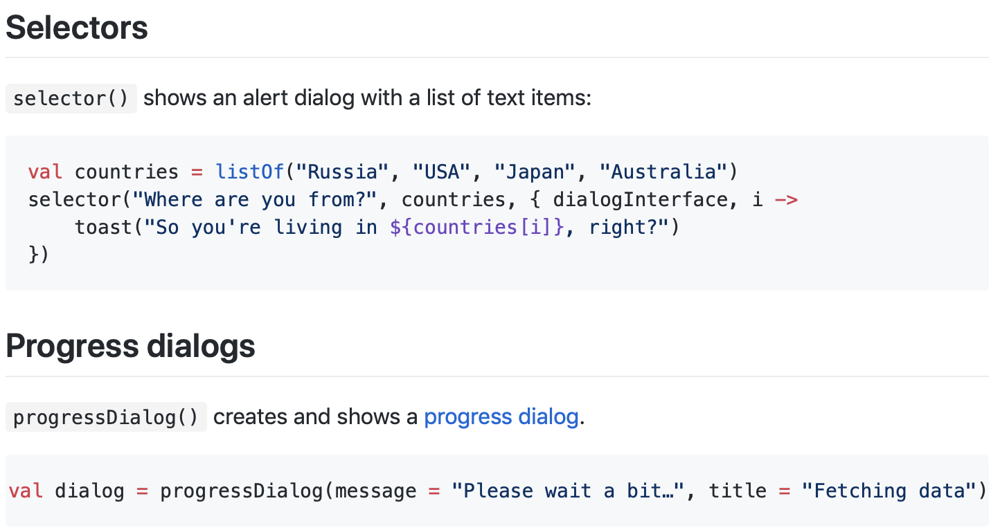 Selectors
selector() shows an alert dialog with a list of text items:
val countries = listOf("Russia", "USA", "Japan", "Australia")
selector("Where are you from?", countries, { dialogInterface, i ->
    toast("So you're living in ${countries[i]}, right?")
})
Progress dialogs
progressDialog() creates and shows a progress dialog.
val dialog = progressDialog(message = "Please wait a bit…", title = "Fetching data")